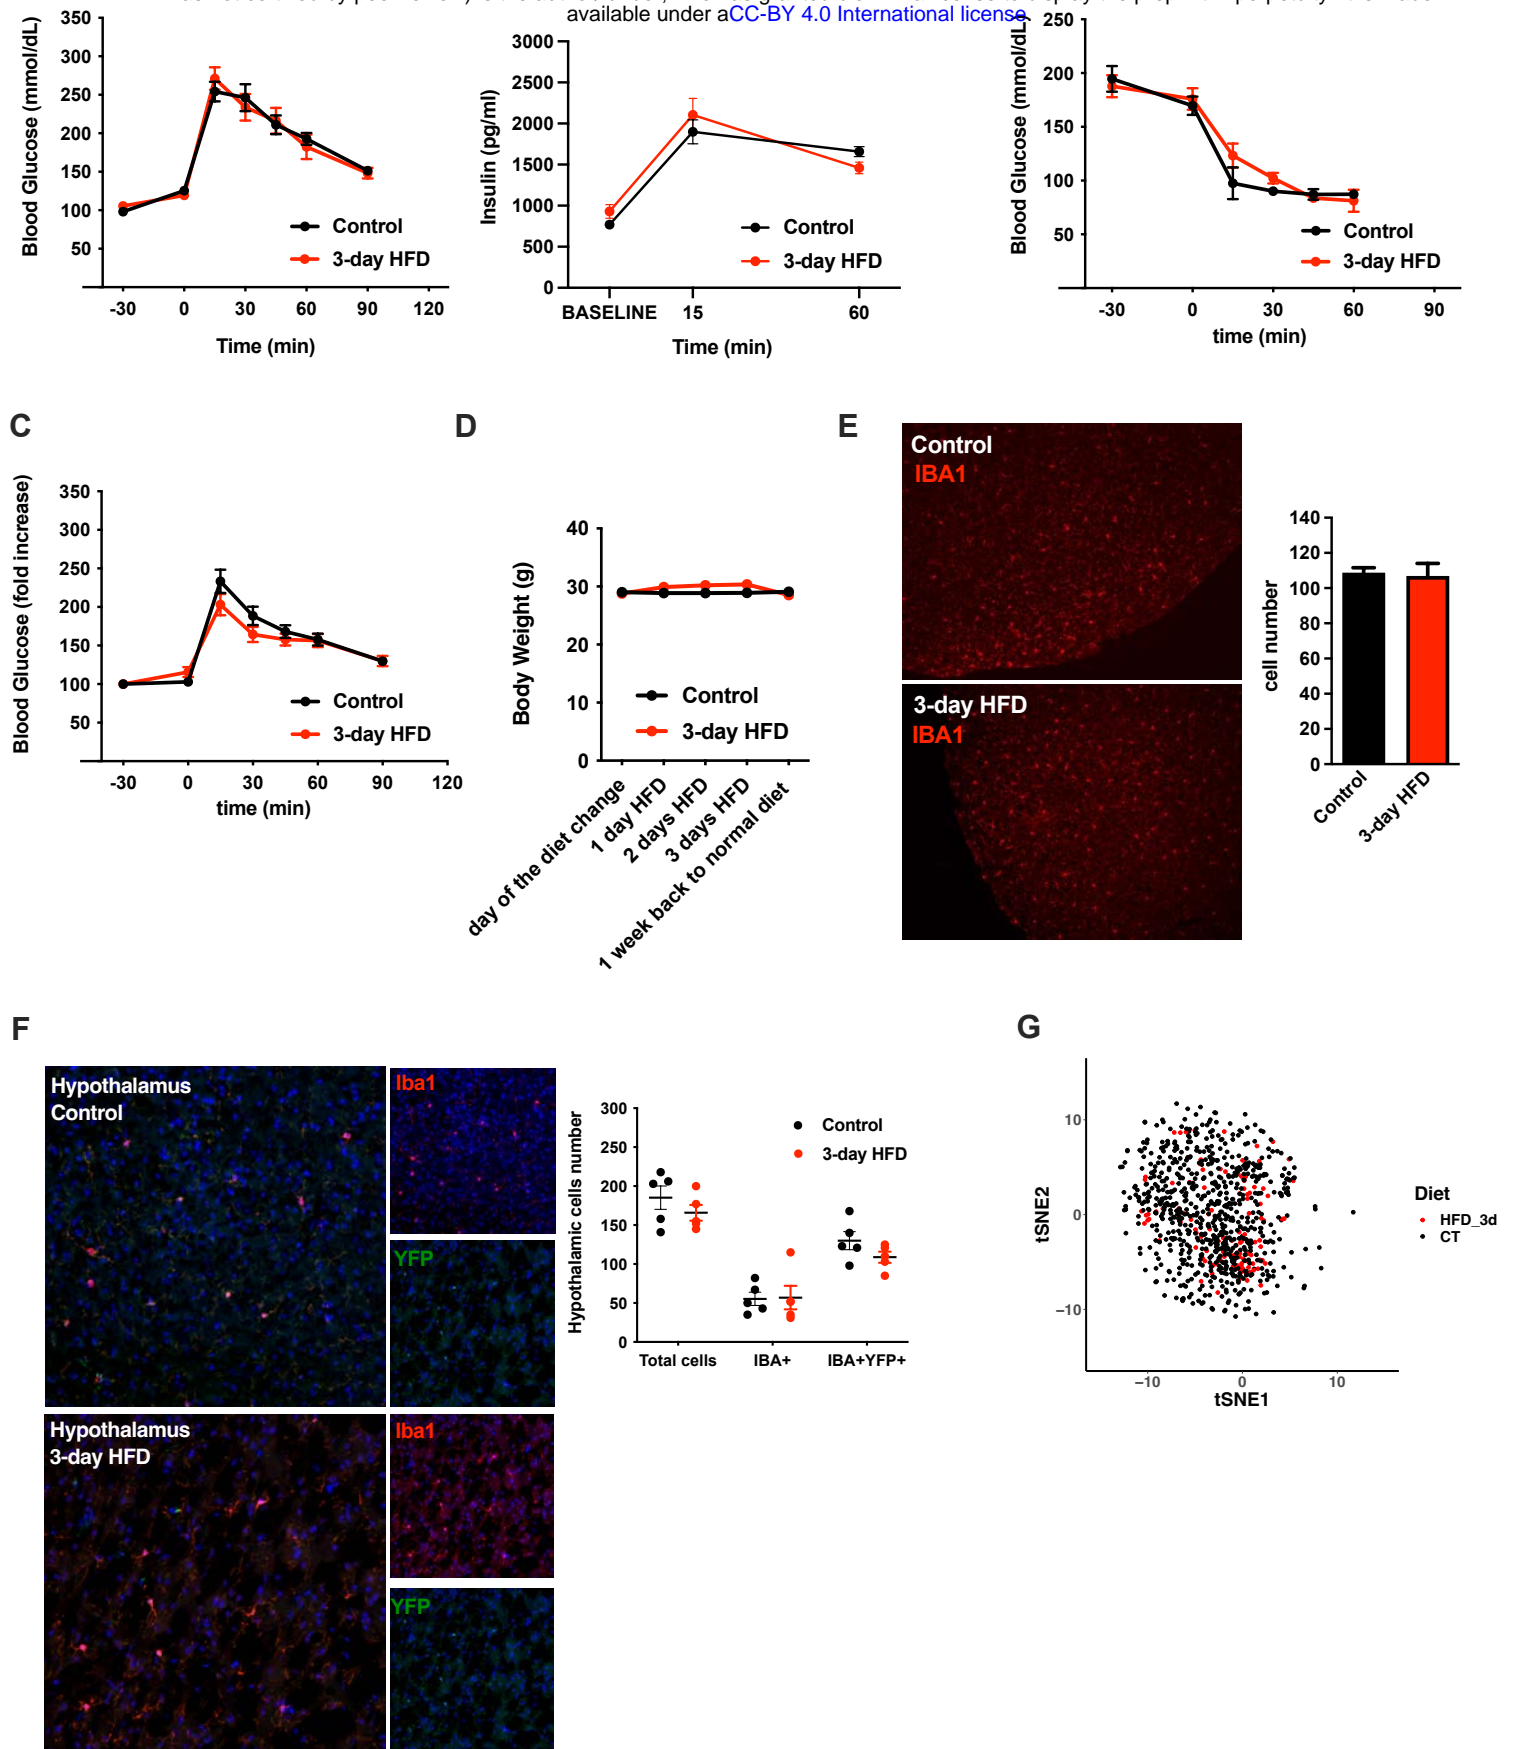 available under aCC-BY 4.0 International license
Blood Glucose (mmol/dL)
350
300
250
200
150
100
50
-30 0 30 60 90 120
Time (min)
Control
3-day HFD
Insulin (pg/ml)
3000
2500
2000
1500
1000
500
0
BASELINE 15 60
Time (min)
Control
3-day HFD
Blood Glucose (mmol/dL)
250
200
150
100
50
-30 0 30 60 90
time (min)
Control
3-day HFD
C
Blood Glucose (fold increase)
350
300
250
200
150
100
50
-30 0 30 60 90 120
time (min)
Control
3-day HFD
D
Body Weight (g)
40
30
20
10
0
Control
3-day HFD
day of the diet change
1 day HFD
2 days HFD
3 days HFD
1 week back to normal diet
E
Control
IBA1
3-day HFD
IBA1
cell number
140
120
100
80
60
40
20
0
Control
3-day HFD
F
Hypothalamus
Control
Iba1
YFP
Hypothalamus
3-day HFD
Iba1
YFP
Hypothalamic cells number
300
250
200
150
100
50
0
Control
3-day HFD
Total cells IBA+ IBA+YFP+
G
tSNE2
10
0
−10
−10 0 10
tSNE1
Diet
HFD_3d
CT